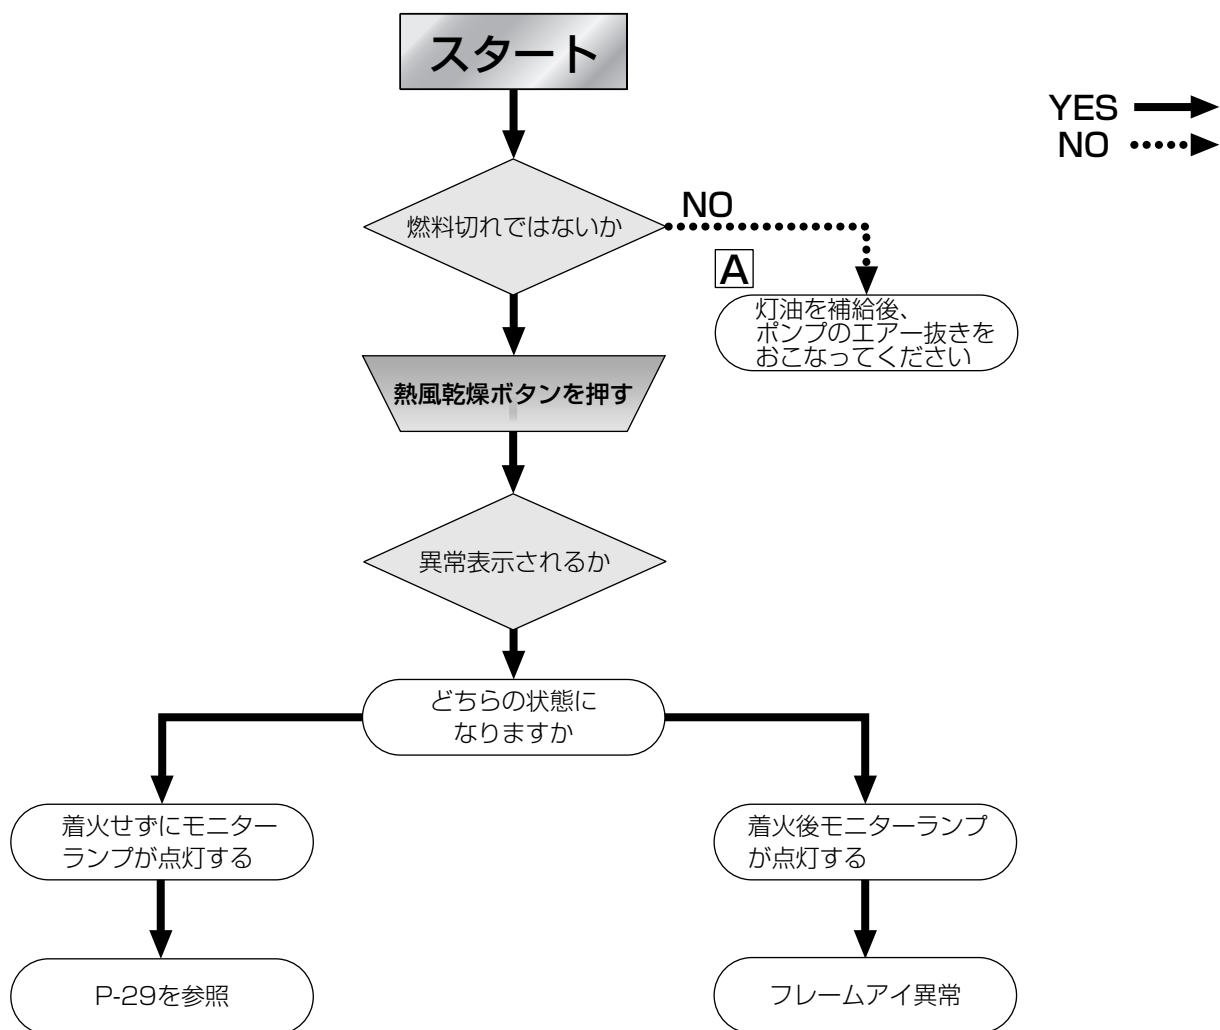 スタート
YES
NO
燃料切れではないか
NO
A
灯油を補給後、
ポンプのエアー抜きを
おこなってください
熱風乾燥ボタンを押す
異常表示されるか
どちらの状態に
なりますか
着火せずにモニター
ランプが点灯する
着火後モニターランプ
が点灯する
P-29を参照
フレームアイ異常